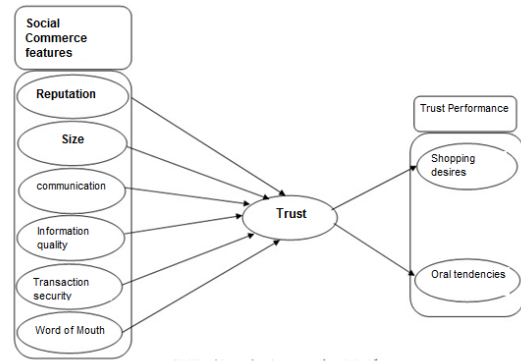 Social
Commerce
features
Reputation
Size
communication
Information
quality
Transaction
security
Word of Mouth
Trust
Trust Performance
Shopping
desires
Oral tendencies